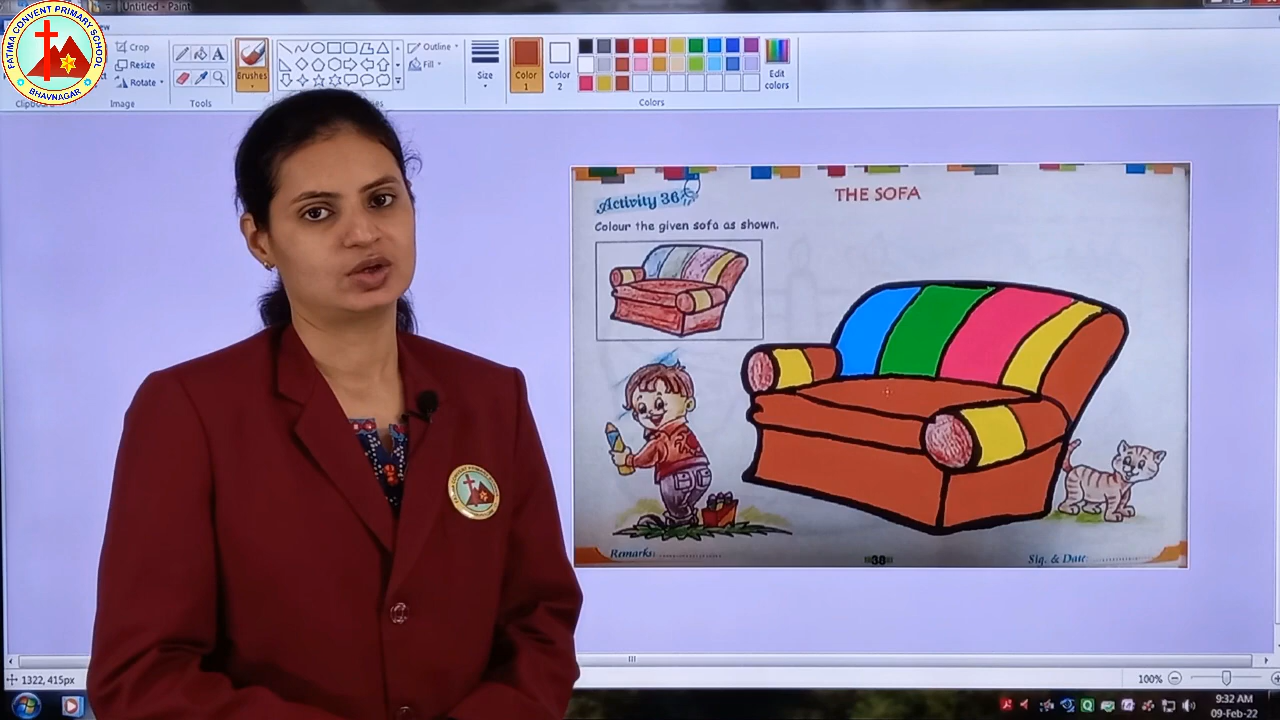 Untitled - Paint
FATIMA CONVENT PRIMARY SCHOOL
BHAVNAGAR
Crop
Resize
Rotate
Image
Tools
Brushes
Outline
Fill
Size
Color 1
Color 2
Edit colors
Colors
Activity 36
THE SOFA
Colour the given sofa as shown.
Remarks:
38
Sig. & Date:
1322, 415px
100%
9:32 AM
09-Feb-22